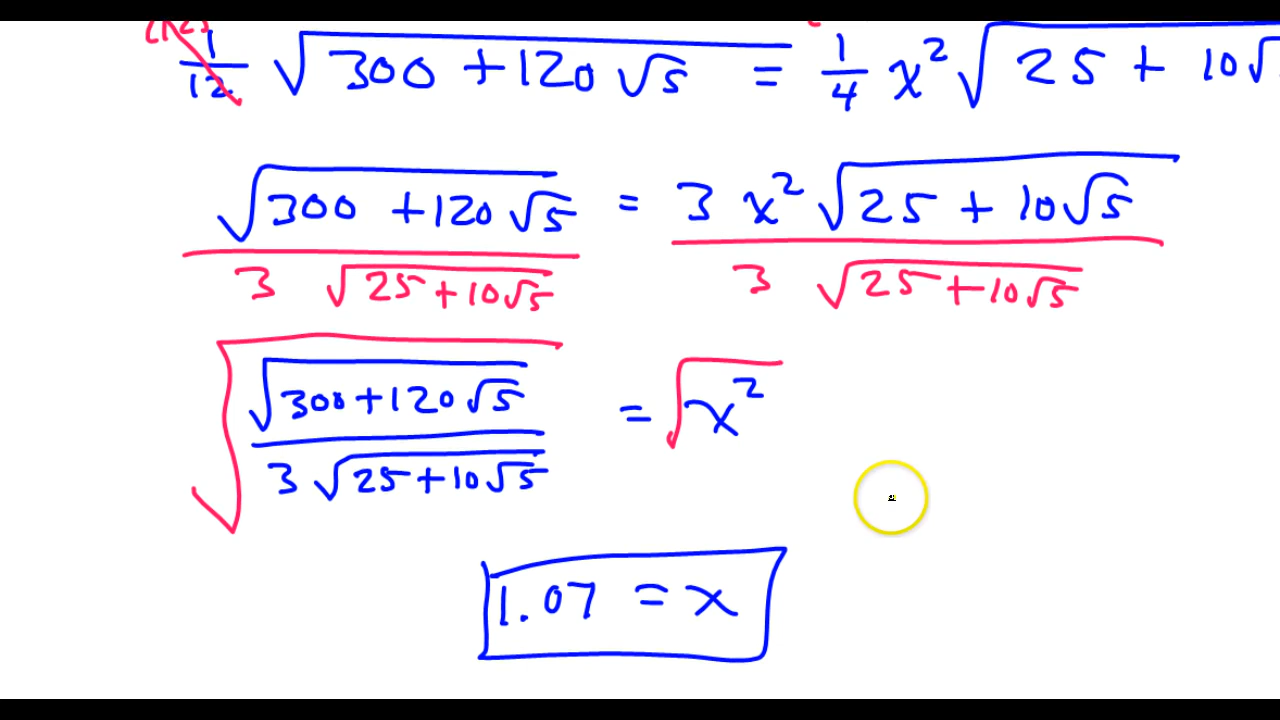 (12)
1/12 √(300 + 120√5) = 1/4 x² √(25 + 10√
√(300 + 120√5) = 3 x² √(25 + 10√5)
3 √(25 + 10√5) 3 √(25 + 10√5)
√(√(300 + 120√5) / 3√(25 + 10√5)) = √x²
1.07 = x